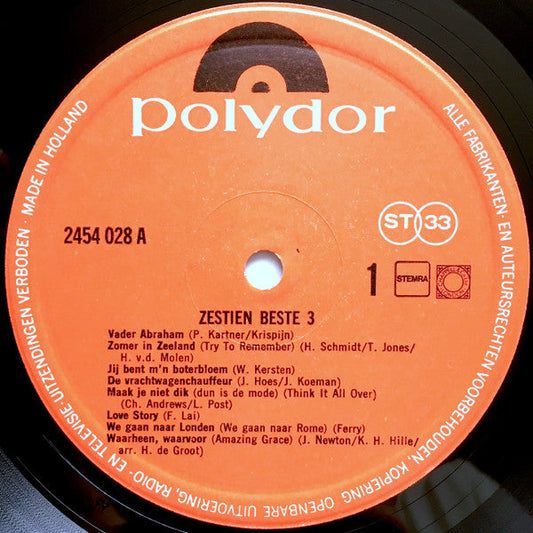 polydor
MADE IN HOLLAND
ALLE FABRIKANTEN- EN AUTEURSRECHTEN VOORBEHOUDEN. KOPIERING, OPENBARE UITVOERING, RADIO- EN TELEVISIE-UITZENDINGEN VERBODEN ·
2454 028 A
ST 33
1
STEMRA
ZESTIEN BESTE 3
Vader Abraham (P. Kartner/Krispijn)
Zomer in Zeeland (Try To Remember) (H. Schmidt/T. Jones/
H. v.d. Molen)
Jij bent m'n boterbloem (W. Kersten)
De vrachtwagenchauffeur (J. Hoes/J. Koeman)
Maak je niet dik (dun is de mode) (Think It All Over)
(Ch. Andrews/L. Post)
Love Story (F. Lai)
We gaan naar Londen (We gaan naar Rome) (Ferry)
Waarheen, waarvoor (Amazing Grace) (J. Newton/K. H. Hille/
arr. H. de Groot)